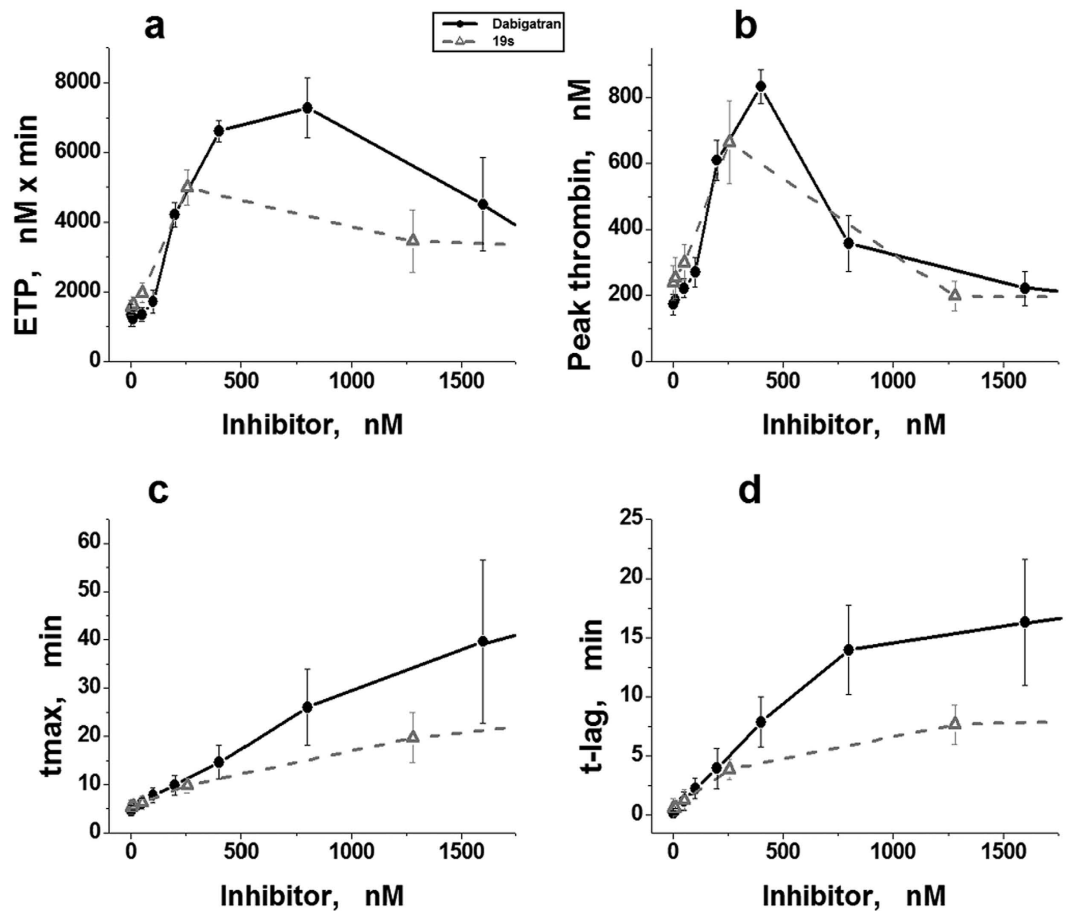 a
Dabigatran
19s
b
ETP, nM x min
8000
6000
4000
2000
0
0 500 1000 1500
Inhibitor, nM
Peak thrombin, nM
800
600
400
200
0
0 500 1000 1500
Inhibitor, nM
c
tmax, min
60
50
40
30
20
10
0
0 500 1000 1500
Inhibitor, nM
d
t-lag, min
25
20
15
10
5
0
0 500 1000 1500
Inhibitor, nM